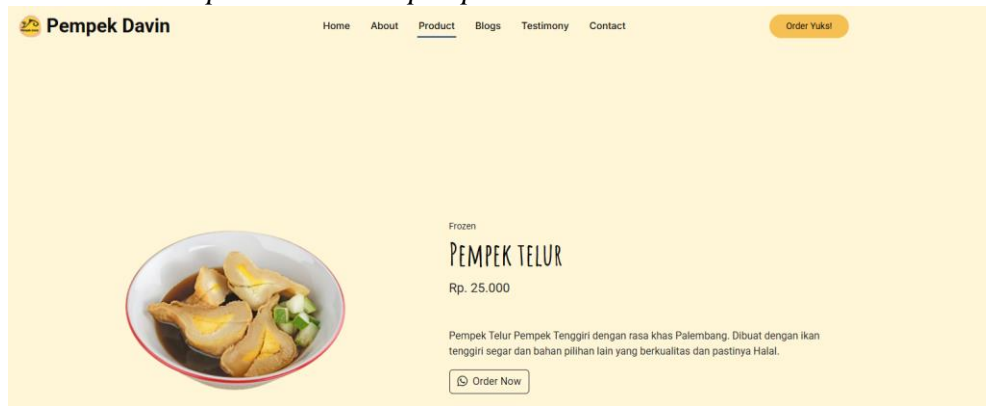 Pempek Davin
Home About Product Blogs Testimony Contact
Order Yuks!
Frozen
PEMPEK TELUR
Rp. 25.000
Pempek Telur Pempek Tenggiri dengan rasa khas Palembang. Dibuat dengan ikan
tenggiri segar dan bahan pilihan lain yang berkualitas dan pastinya Halal.
Order Now